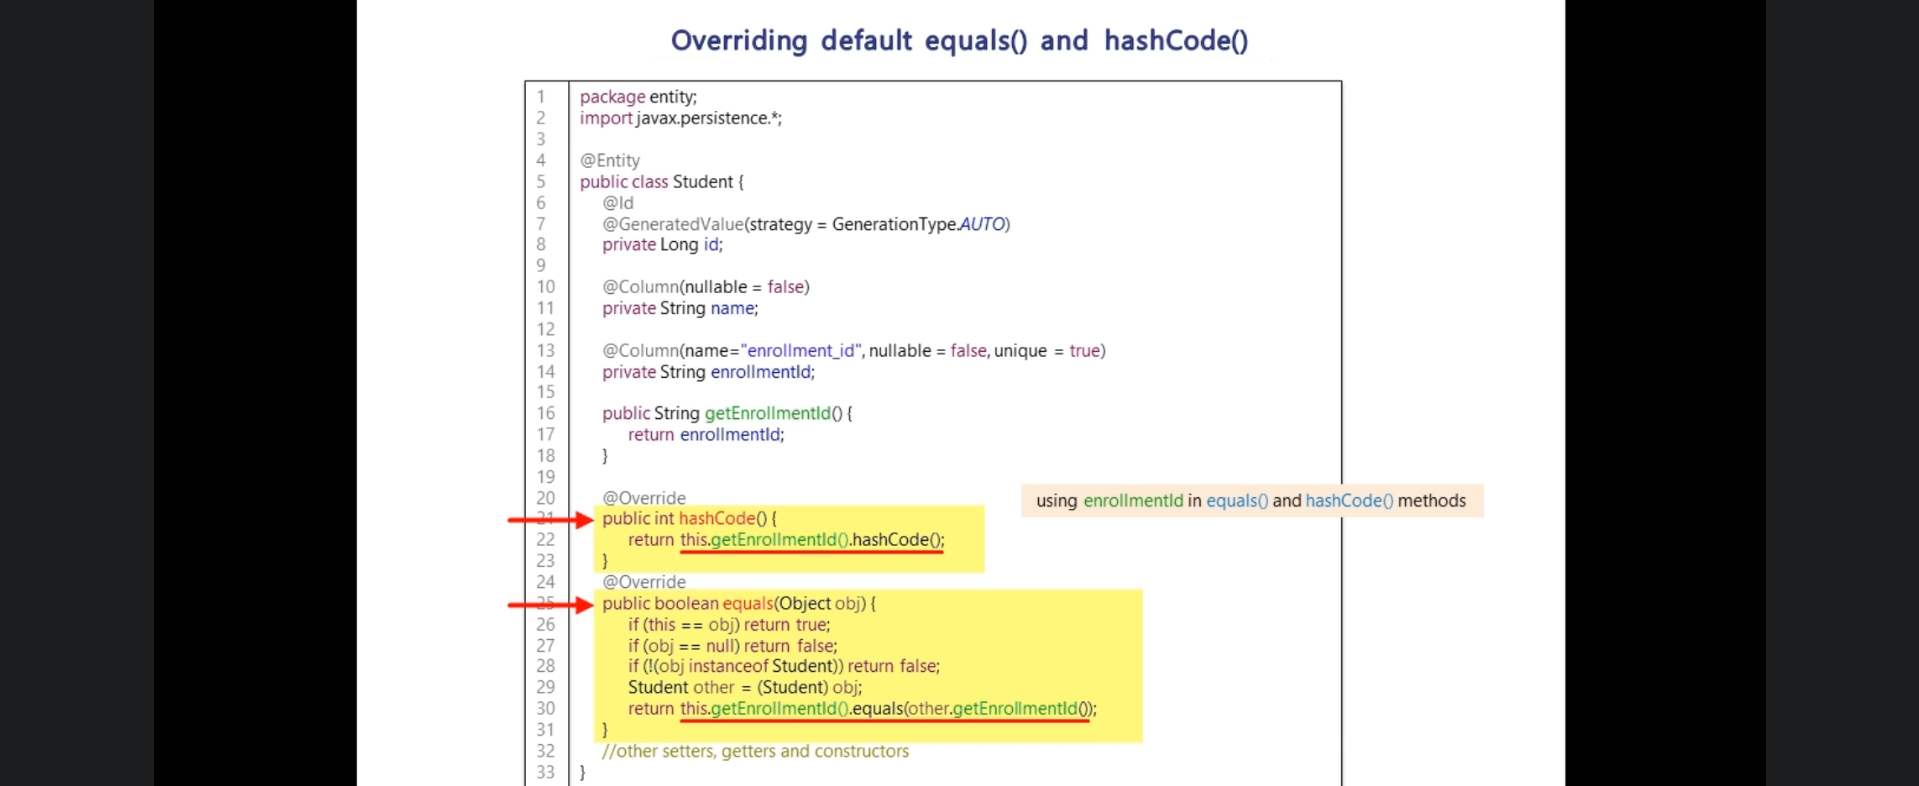 Overriding default equals() and hashCode()
1 package entity;
2 import javax.persistence.*;
3
4 @Entity
5 public class Student {
6 @Id
7 @GeneratedValue(strategy = GenerationType.AUTO)
8 private Long id;
9
10 @Column(nullable = false)
11 private String name;
12
13 @Column(name="enrollment_id", nullable = false, unique = true)
14 private String enrollmentId;
15
16 public String getEnrollmentId() {
17 return enrollmentId;
18 }
19
20 @Override
using enrollmentId in equals() and hashCode() methods
21 public int hashCode() {
22 return this.getEnrollmentId().hashCode();
23 }
24 @Override
25 public boolean equals(Object obj) {
26 if (this == obj) return true;
27 if (obj == null) return false;
28 if (!(obj instanceof Student)) return false;
29 Student other = (Student) obj;
30 return this.getEnrollmentId().equals(other.getEnrollmentId());
31 }
32 //other setters, getters and constructors
33 }